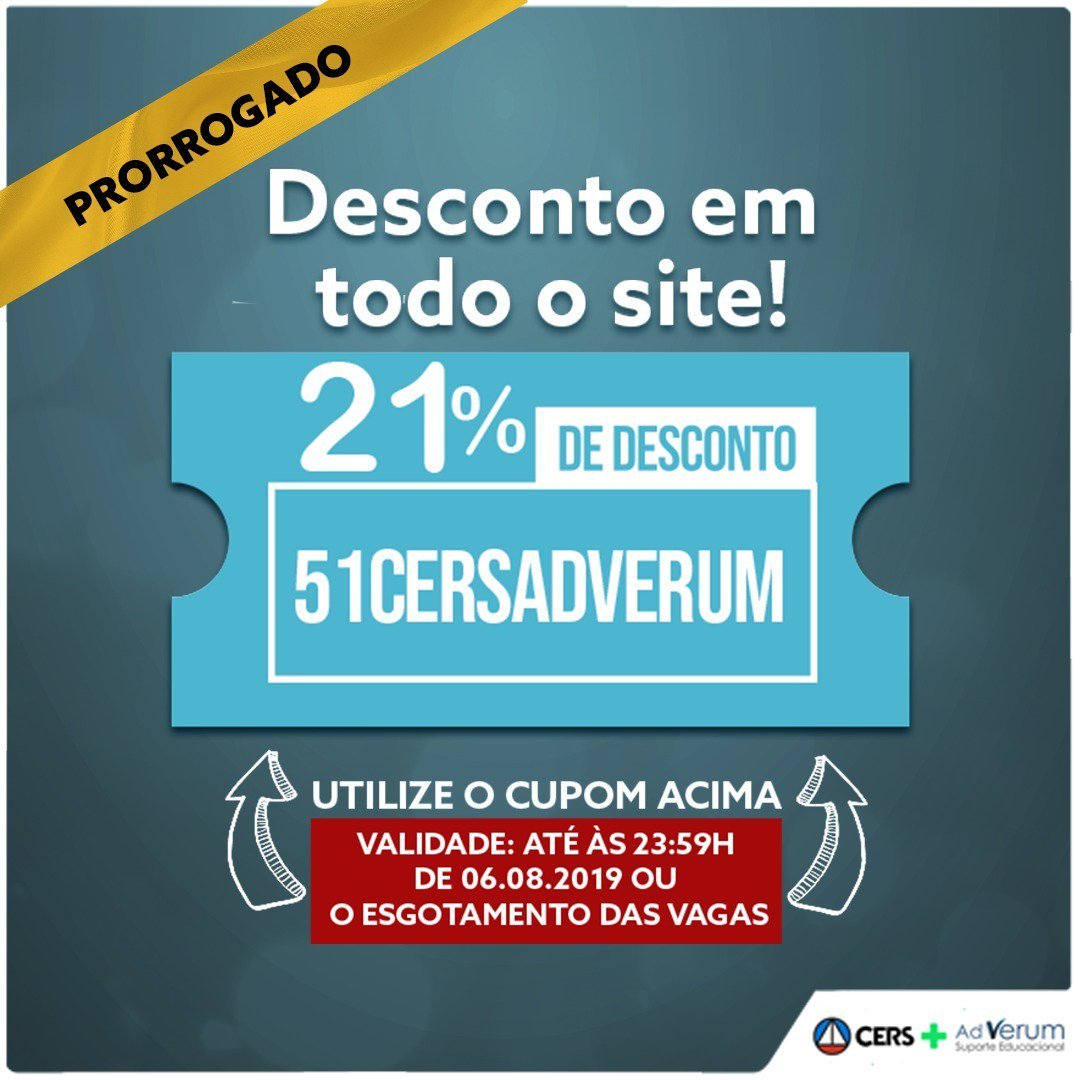 PRORROGADO
Desconto em
todo o site!
21% DE DESCONTO
51CERSADVERUM
UTILIZE O CUPOM ACIMA
VALIDADE: ATÉ ÀS 23:59H
DE 06.08.2019 OU
O ESGOTAMENTO DAS VAGAS
CERS + Ad Verum
Suporte Educacional